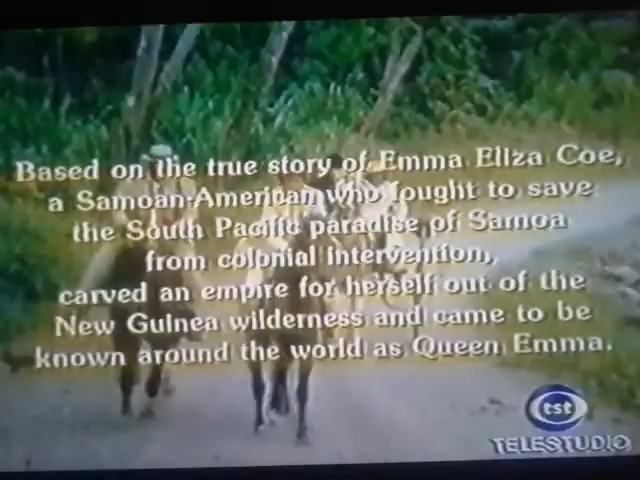 Based on the true story of Emma Eliza Coe,
a Samoan-American who fought to save
the South Pacific paradise of Samoa
from colonial intervention,
carved an empire for herself out of the
New Guinea wilderness and came to be
known around the world as Queen Emma.
tst
TELESTUDIO